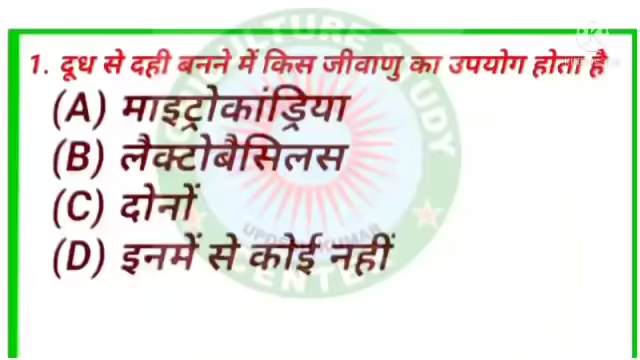 1. दूध से दही बनने में किस जीवाणु का उपयोग होता है
(A) माइट्रोकांड्रिया
(B) लैक्टोबैसिलस
(C) दोनों
(D) इनमें से कोई नहीं